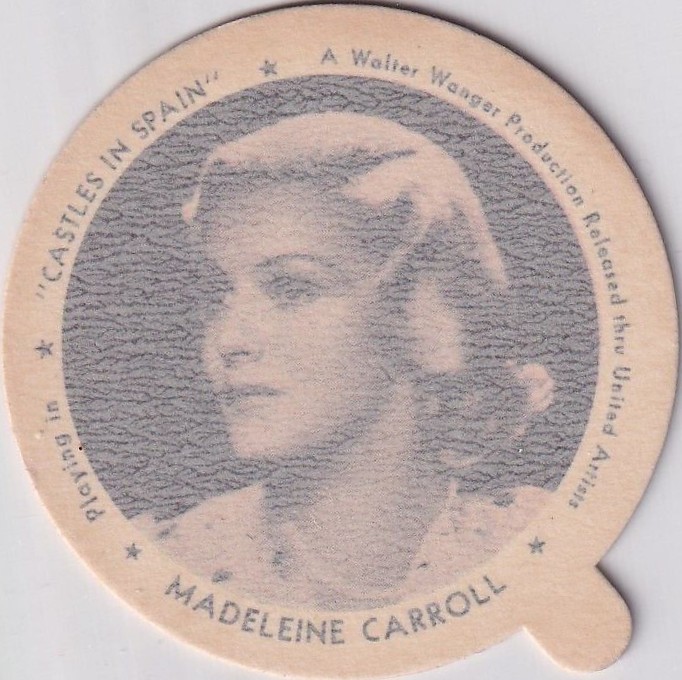 Playing in
"CASTLES IN SPAIN"
A Walter Wanger Production Released thru United Artists
MADELEINE CARROLL